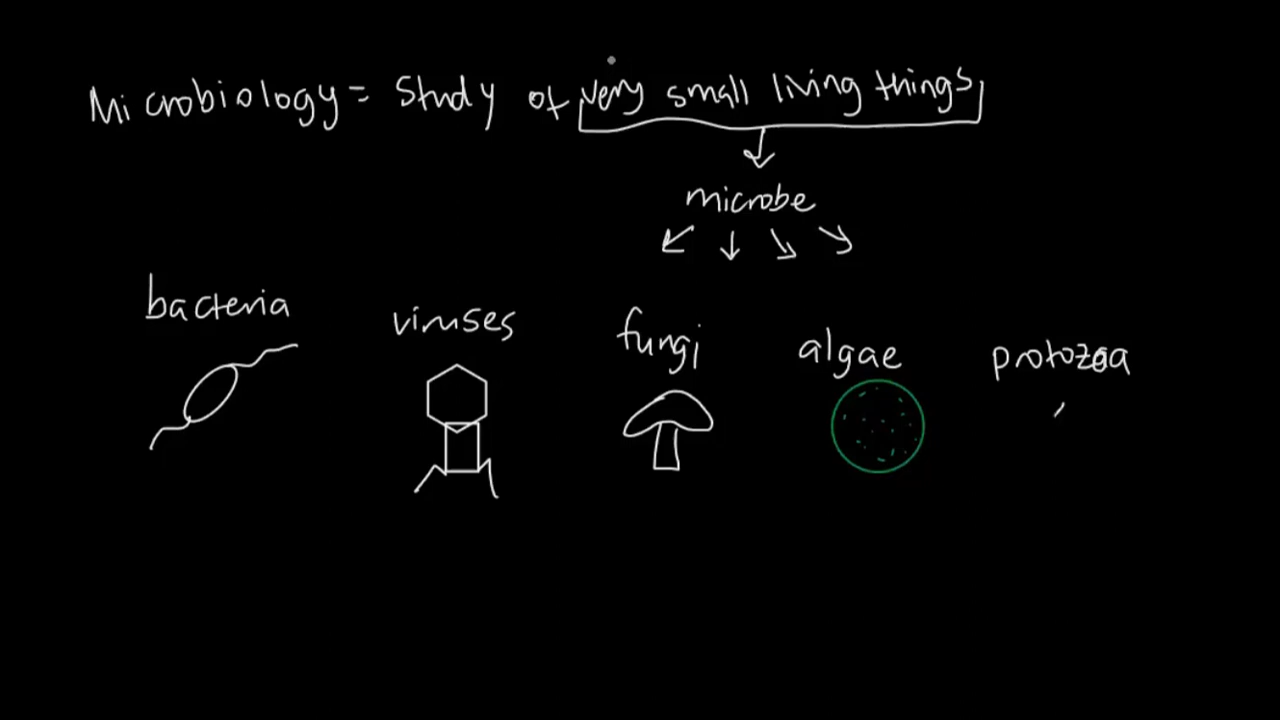 Microbiology = Study of very small living things
microbe
bacteria viruses fungi algae protozoa